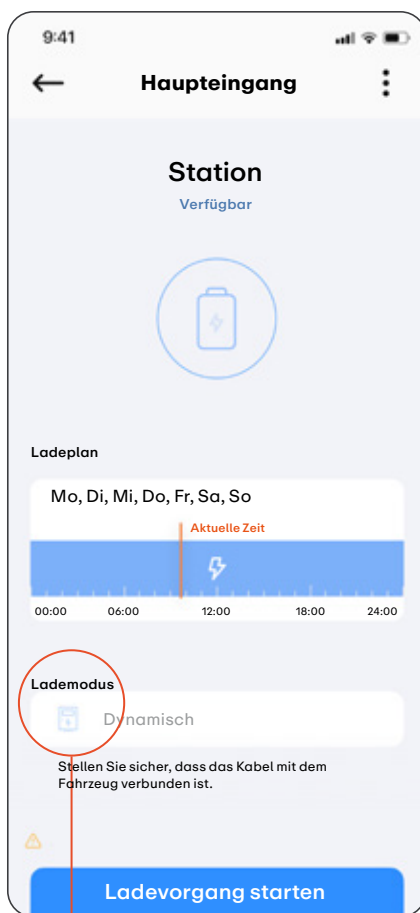 9:41
Haupteingang
Station
Verfügbar
Ladeplan
Mo, Di, Mi, Do, Fr, Sa, So
Aktuelle Zeit
00:00 06:00 12:00 18:00 24:00
Lademodus
Dynamisch
Stellen Sie sicher, dass das Kabel mit dem
Fahrzeug verbunden ist.
Ladevorgang starten